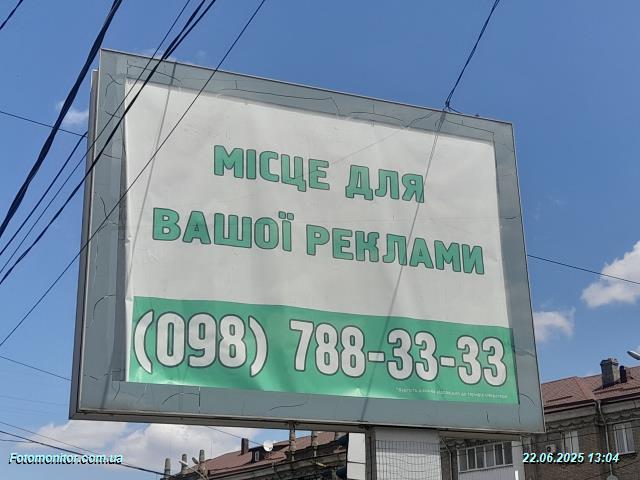 МІСЦЕ ДЛЯ
ВАШОЇ РЕКЛАМИ
(098) 788-33-33
Fotomonitor.com.ua
22.06.2025 13:04